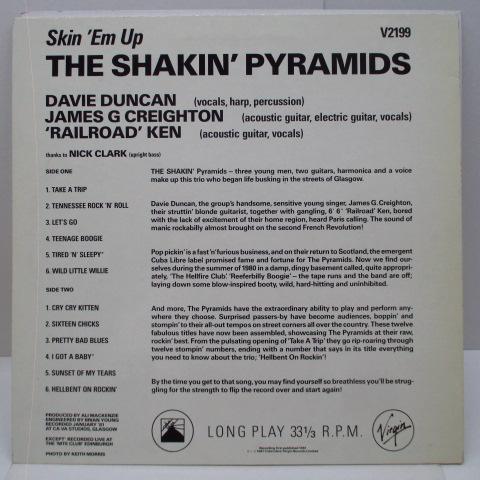 Skin 'Em Up
V2199
THE SHAKIN' PYRAMIDS
DAVIE DUNCAN (vocals, harp, percussion)
JAMES G CREIGHTON (acoustic guitar, electric guitar, vocals)
'RAILROAD' KEN (acoustic guitar, vocals)
thanks to NICK CLARK (upright bass)
SIDE ONE
1. TAKE A TRIP
2. TENNESSEE ROCK 'N' ROLL
3. LET'S GO
4. TEENAGE BOOGIE
5. TIRED 'N' SLEEPY*
6. WILD LITTLE WILLIE
SIDE TWO
1. CRY CRY KITTEN
2. SIXTEEN CHICKS
3. PRETTY BAD BLUES
4. I GOT A BABY*
5. SUNSET OF MY TEARS
6. HELLBENT ON ROCKIN'
THE SHAKIN' Pyramids – three young men, two guitars, harmonica and a voice
make up this trio who began life busking in the streets of Glasgow.
Davie Duncan, the group's handsome, sensitive young singer, James G. Creighton,
their struttin' blonde guitarist, together with gangling, 6' 6" 'Railroad' Ken, bored
with the lack of excitement of their home region, heard Paris calling. The sound of
manic rockabilly almost brought on the second French Revolution!
Pop pickin' is a fast 'n' furious business, and on their return to Scotland, the emergent
Cuba Libre label promised fame and fortune for The Pyramids. Now we find our-
selves during the summer of 1980 in a damp, dingy basement called, quite appropri-
ately, 'The Hellfire Club' 'Reeferbilly Boogie' – the tape runs and the band are off;
laying down some blow-inspired booty, wild, hard-hitting and uninhibited.
And more, The Pyramids have the extraordinary ability to play and perform any-
where they choose. Surprised passers-by have become audiences, boppin' and
stompin' to their all-out tempos on street corners all over the country. These twelve
fabulous titles have now been assembled, showcasing The Pyramids at their raw,
rockin' best. From the pulsating opening of 'Take A Trip' they go rip-roaring through
twelve stompin' numbers, ending with a number that says in its title everything
you need to know about the trio; 'Hellbent On Rockin'!
By the time you get to that song, you may find yourself so breathless you'll be strug-
gling for the strength to flip the record over and start again!
PRODUCED BY ALI MACKENZIE
ENGINEERED BY BRIAN YOUNG
RECORDED JANUARY '81
AT CA VA STUDIOS, GLASGOW
EXCEPT* RECORDED LIVE AT
THE 'NITE CLUB' EDINBURGH
PHOTO BY KEITH MORRIS
LONG PLAY 33⅓ R.P.M.
Virgin